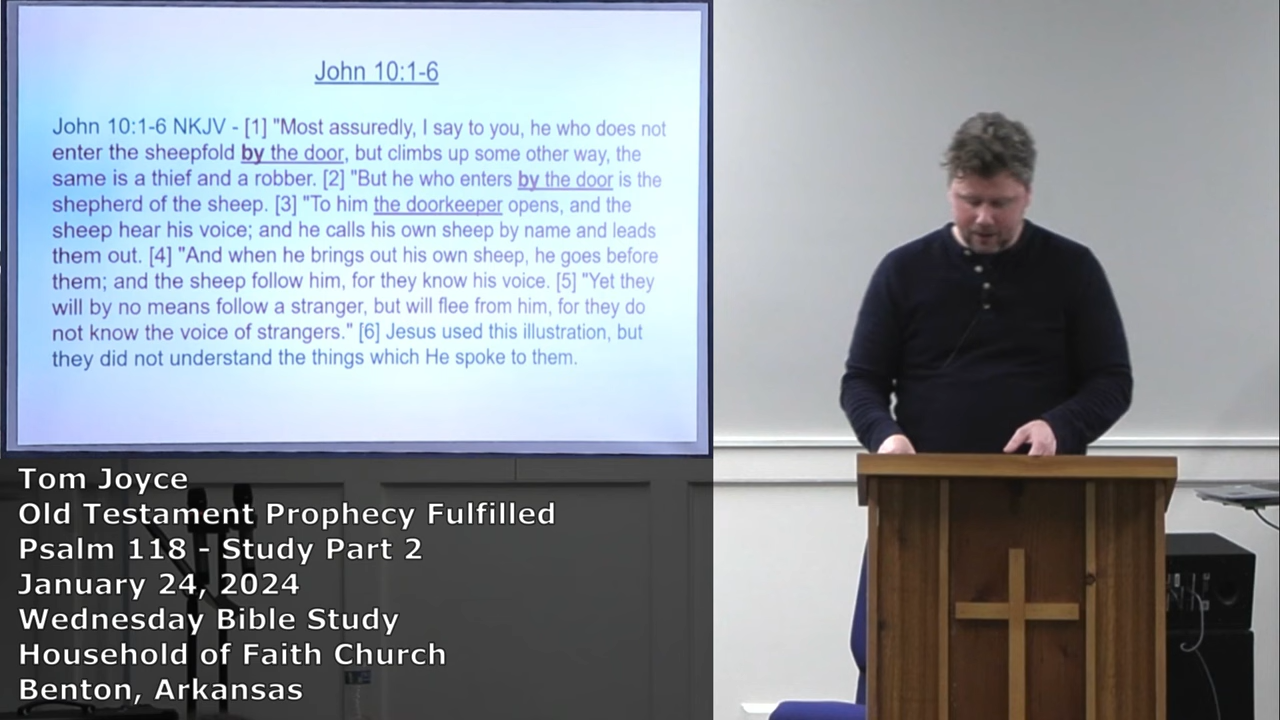 John 10:1-6
John 10:1-6 NKJV - [1] "Most assuredly, I say to you, he who does not
enter the sheepfold by the door, but climbs up some other way, the
same is a thief and a robber. [2] "But he who enters by the door is the
shepherd of the sheep. [3] "To him the doorkeeper opens, and the
sheep hear his voice; and he calls his own sheep by name and leads
them out. [4] "And when he brings out his own sheep, he goes before
them; and the sheep follow him, for they know his voice. [5] "Yet they
will by no means follow a stranger, but will flee from him, for they do
not know the voice of strangers." [6] Jesus used this illustration, but
they did not understand the things which He spoke to them.
Tom Joyce
Old Testament Prophecy Fulfilled
Psalm 118 - Study Part 2
January 24, 2024
Wednesday Bible Study
Household of Faith Church
Benton, Arkansas